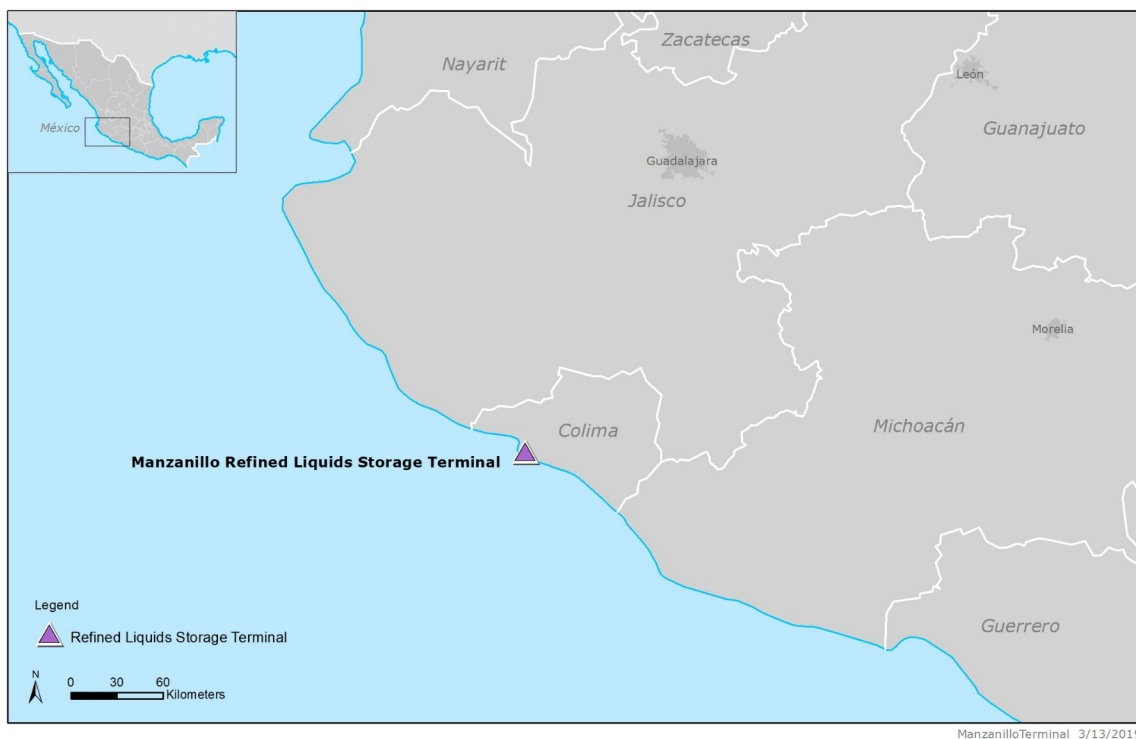 Zacatecas
Nayarit
León
México
Guanajuato
Guadalajara
Jalisco
Morelia
Colima
Michoacán
Manzanillo Refined Liquids Storage Terminal
Legend
Refined Liquids Storage Terminal
Guerrero
N
0 30 60
Kilometers
ManzanilloTerminal 3/13/2019